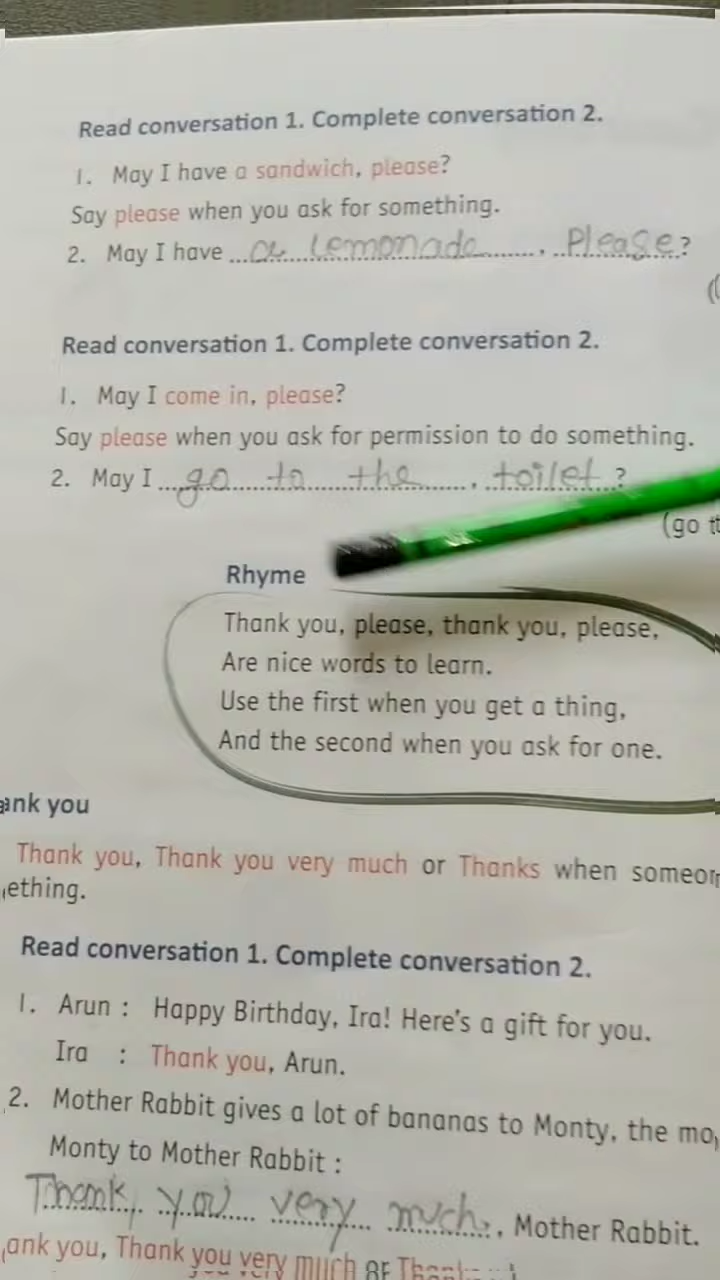 Read conversation 1. Complete conversation 2.
1. May I have a sandwich, please?
Say please when you ask for something.
2. May I have ... a lemonade ..., ... Please ...?
Read conversation 1. Complete conversation 2.
1. May I come in, please?
Say please when you ask for permission to do something.
2. May I ... go to the ..., ... toilet ...?
(go
Rhyme
Thank you, please, thank you, please,
Are nice words to learn.
Use the first when you get a thing,
And the second when you ask for one.
ank you
Thank you, Thank you very much or Thanks when someon
ething.
Read conversation 1. Complete conversation 2.
1. Arun : Happy Birthday, Ira! Here's a gift for you.
Ira : Thank you, Arun.
2. Mother Rabbit gives a lot of bananas to Monty, the mo
Monty to Mother Rabbit :
Thank you very much, Mother Rabbit.
ank you, Thank you very much or